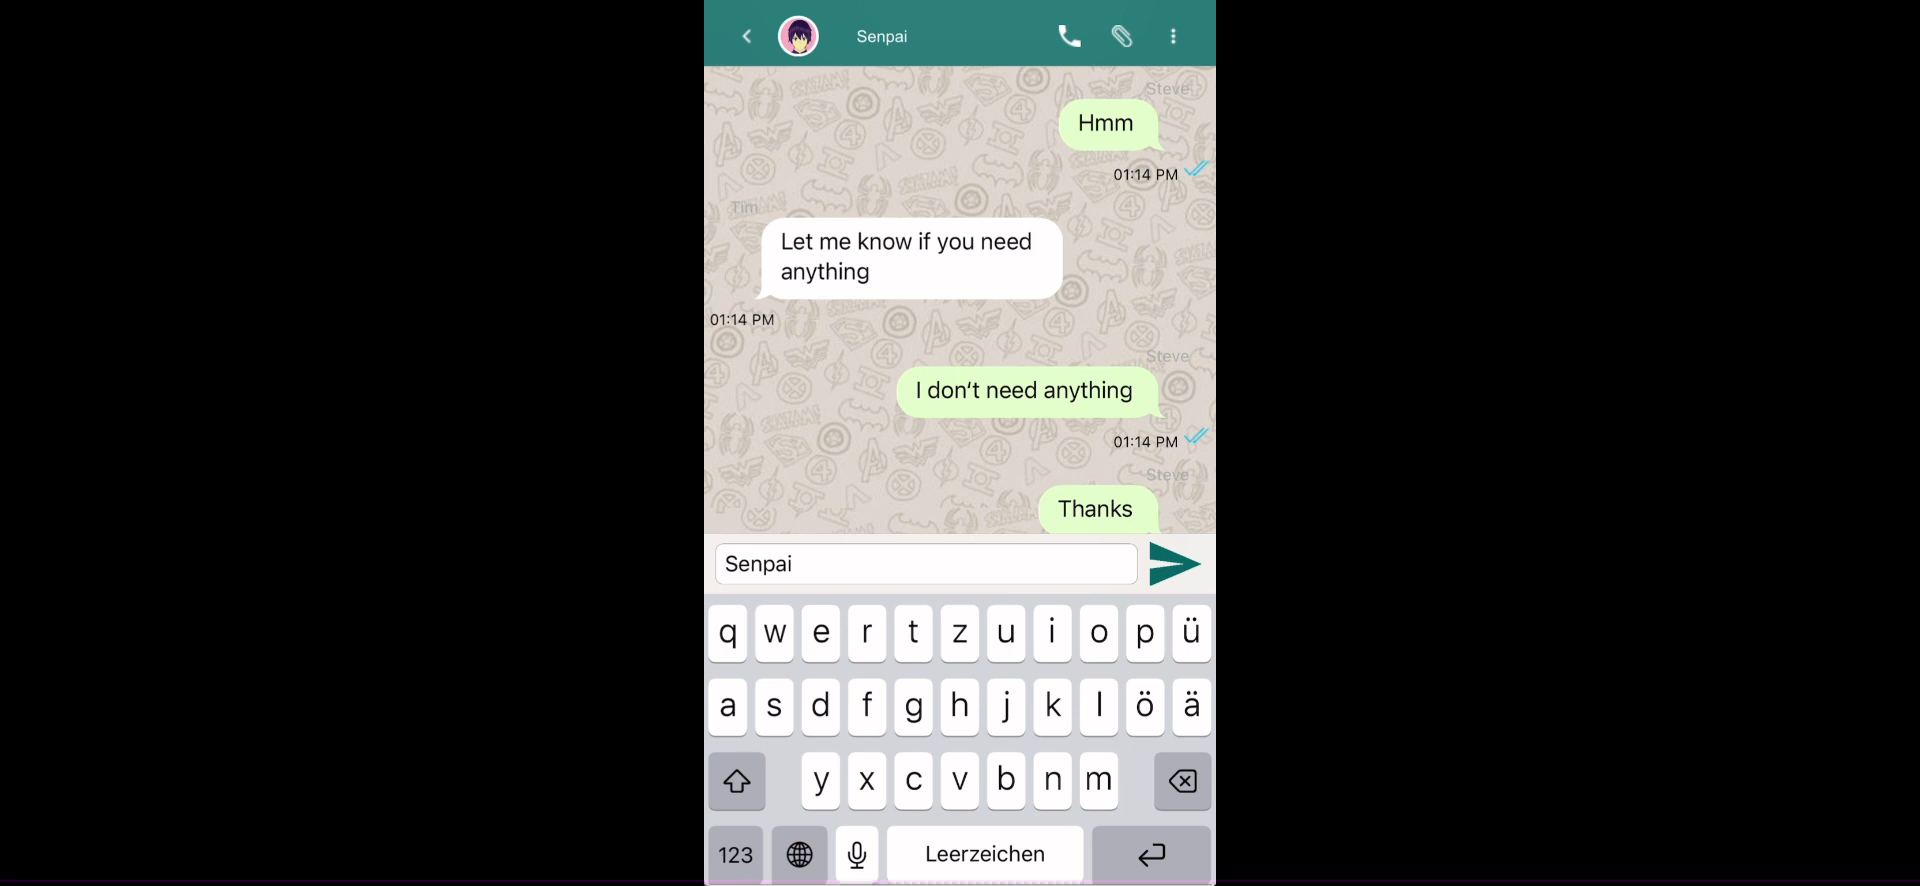 Senpai
Steve
Hmm
01:14 PM
Tim
Let me know if you need
anything
01:14 PM
Steve
I don‘t need anything
01:14 PM
Steve
Thanks
Senpai
q w e r t z u i o p ü
a s d f g h j k l ö ä
y x c v b n m
123 Leerzeichen